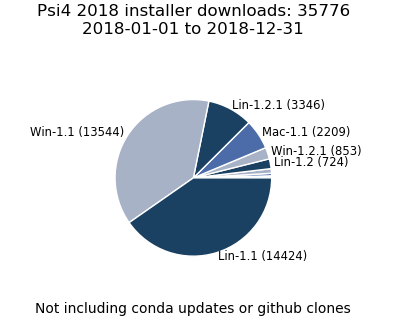 Psi4 2018 installer downloads: 35776
2018-01-01 to 2018-12-31
Lin-1.2.1 (3346)
Win-1.1 (13544)
Mac-1.1 (2209)
Win-1.2.1 (853)
Lin-1.2 (724)
Lin-1.1 (14424)
Not including conda updates or github clones